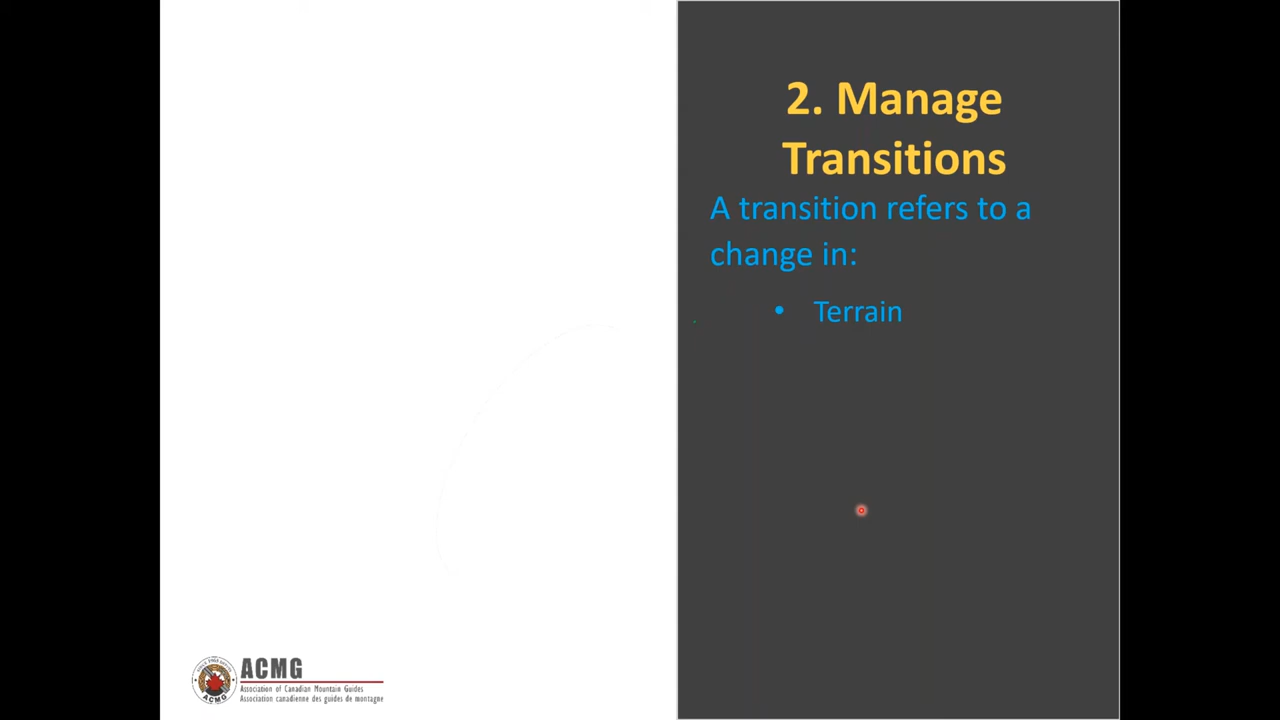 2. Manage
Transitions
A transition refers to a
change in:
• Terrain
ACMG
Association of Canadian Mountain Guides
Association canadienne des guides de montagne
ACMG